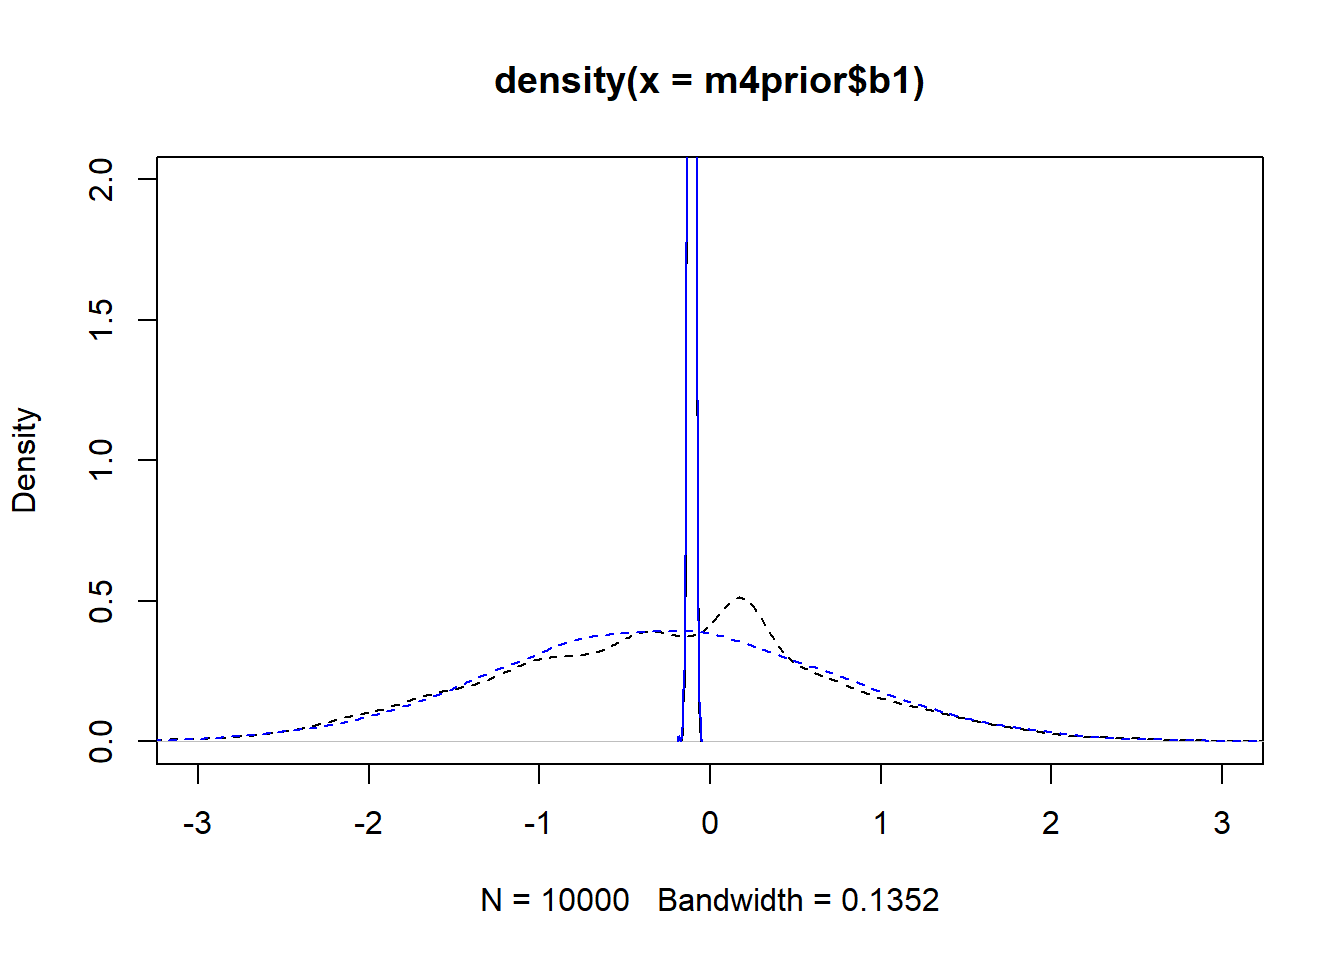 density(x = m4prior$b1)
Density
2.0
1.5
1.0
0.5
0.0
-3 -2 -1 0 1 2 3
N = 10000 Bandwidth = 0.1352